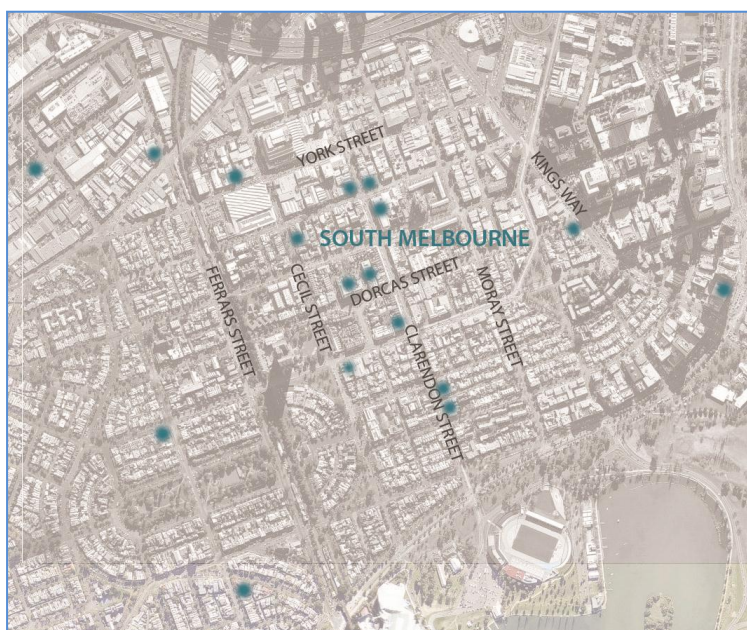 YORK STREET
KINGS WAY
SOUTH MELBOURNE
FERRARS STREET
CECIL STREET
DORCAS STREET
MORAY STREET
CLARENDON STREET